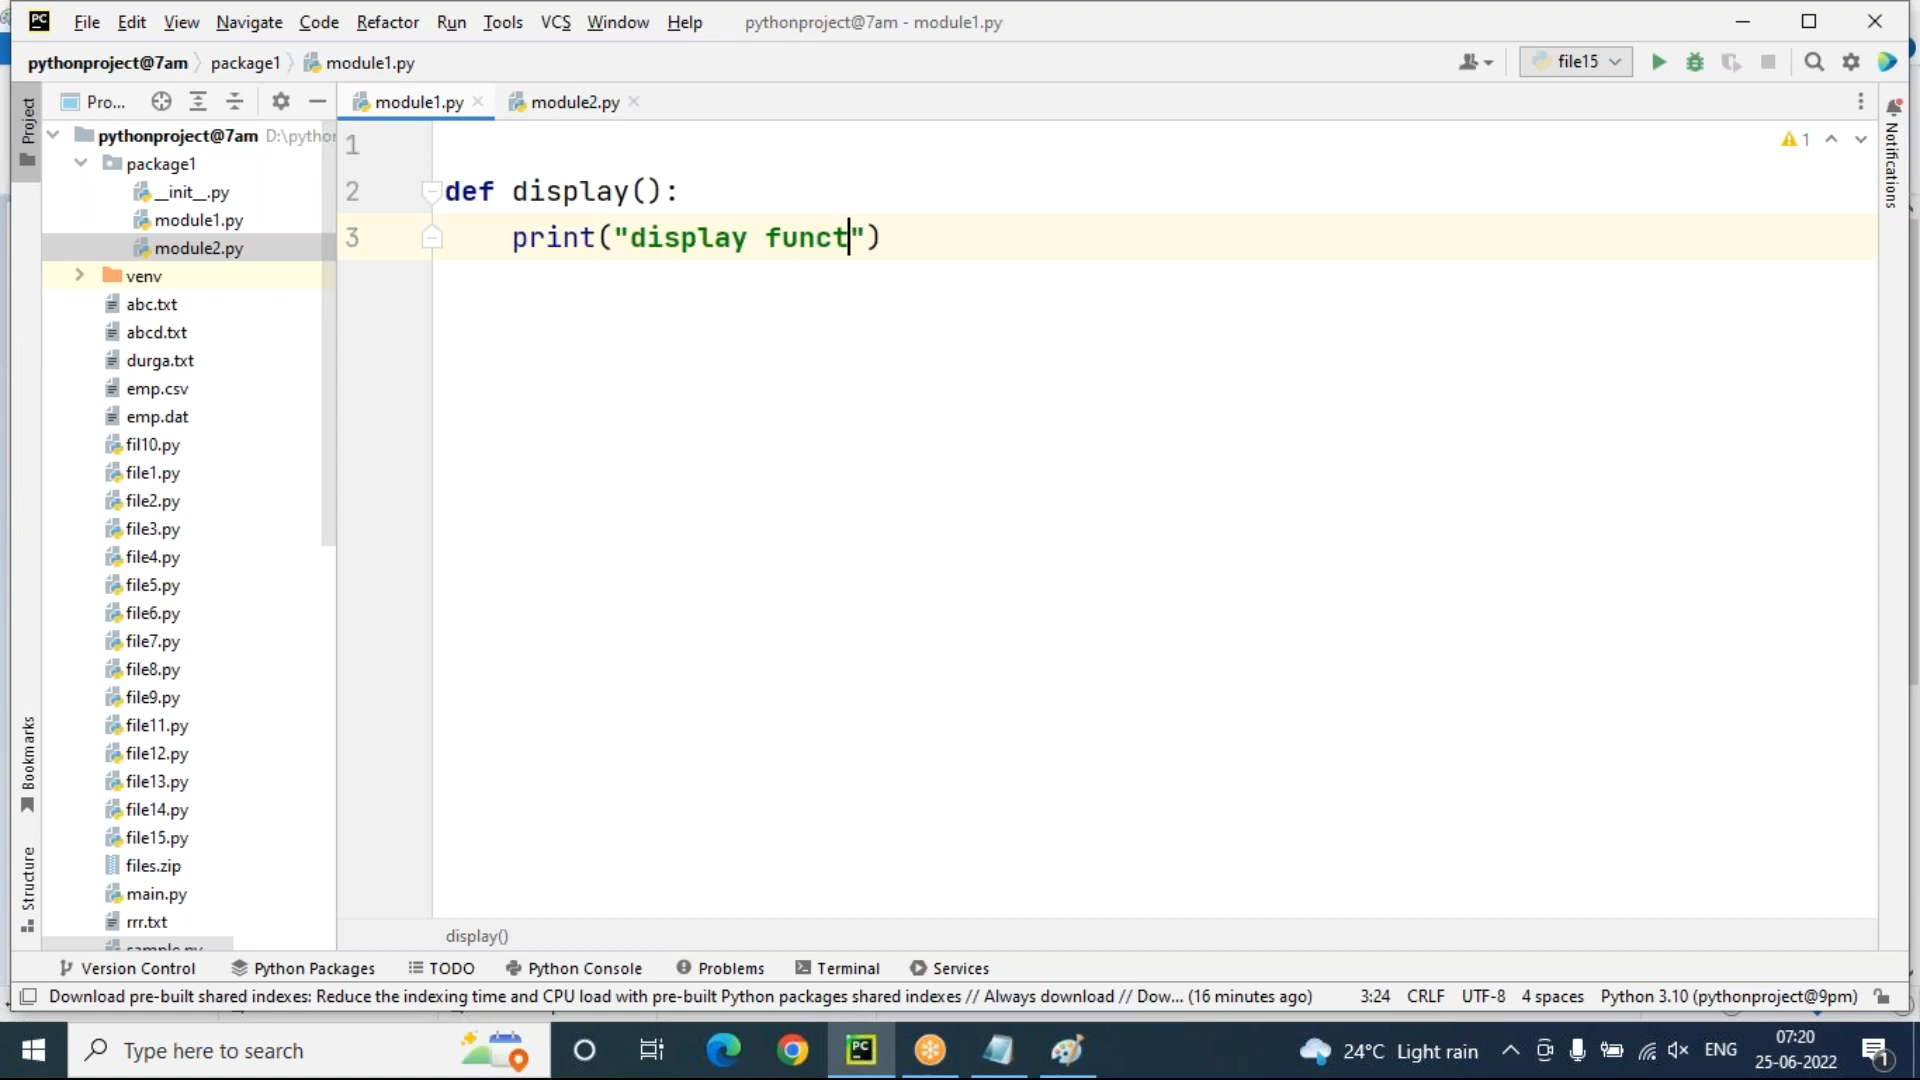 PC File Edit View Navigate Code Refactor Run Tools VCS Window Help pythonproject@7am - module1.py
pythonproject@7am package1 module1.py file15
Project Pro... module1.py module2.py
pythonproject@7am
package1
__init__.py
module1.py
module2.py
venv
abc.txt
abcd.txt
durga.txt
emp.csv
emp.dat
fil10.py
file1.py
file2.py
file3.py
file4.py
file5.py
file6.py
file7.py
file8.py
file9.py
file11.py
file12.py
file13.py
file14.py
file15.py
files.zip
main.py
rrr.txt
sample.py
1
2 def display():
3 print("display funct")
1
Notifications
Bookmarks
Structure
display()
Version Control Python Packages TODO Python Console Problems Terminal Services
Download pre-built shared indexes: Reduce the indexing time and CPU load with pre-built Python packages shared indexes // Always download // Dow... (16 minutes ago) 3:24 CRLF UTF-8 4 spaces Python 3.10 (pythonproject@9pm)
Type here to search PC 24°C Light rain ENG 07:20
25-06-2022
1